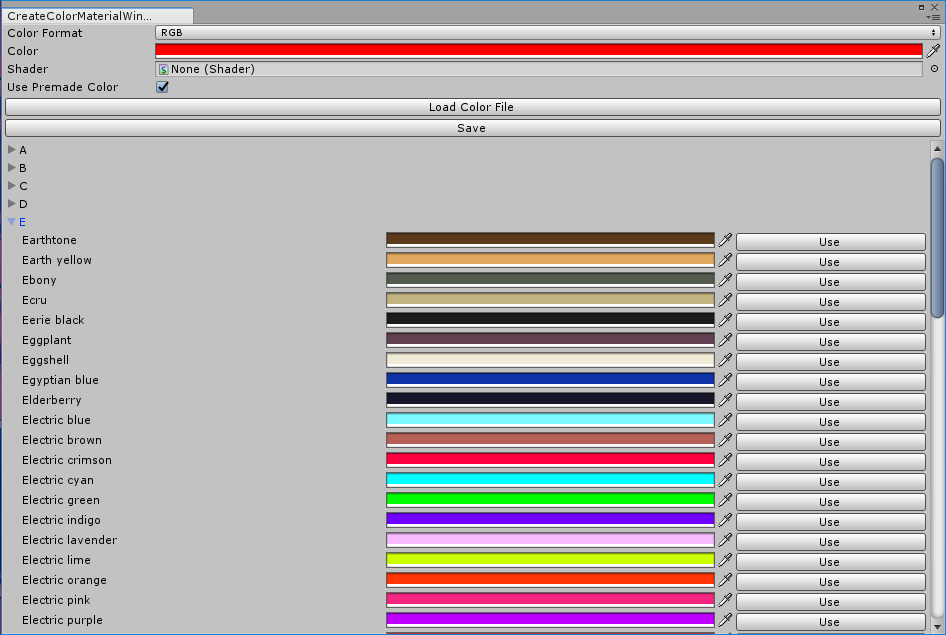 CreateColorMaterialWin...
Color Format RGB
Color
Shader None (Shader)
Use Premade Color
Load Color File
Save
A
B
C
D
E
Earthtone Use
Earth yellow Use
Ebony Use
Ecru Use
Eerie black Use
Eggplant Use
Eggshell Use
Egyptian blue Use
Elderberry Use
Electric blue Use
Electric brown Use
Electric crimson Use
Electric cyan Use
Electric green Use
Electric indigo Use
Electric lavender Use
Electric lime Use
Electric orange Use
Electric pink Use
Electric purple Use